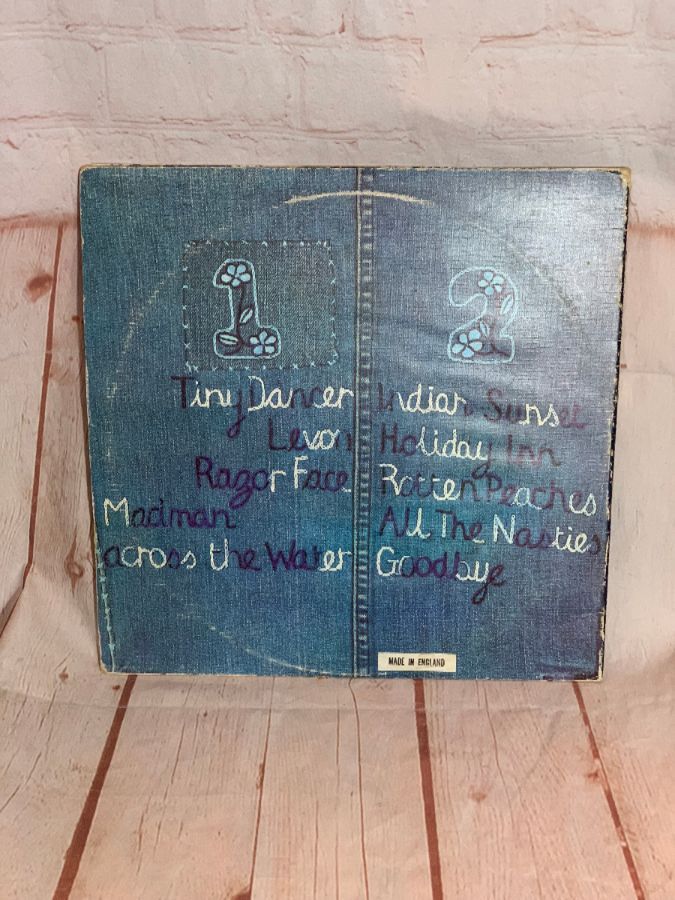 1
Tiny Dancer
Levon
Razor Face
Madman
across the Water
2
Indian Sunset
Holiday Inn
Rotten Peaches
All The Nasties
Goodbye
MADE IN ENGLAND